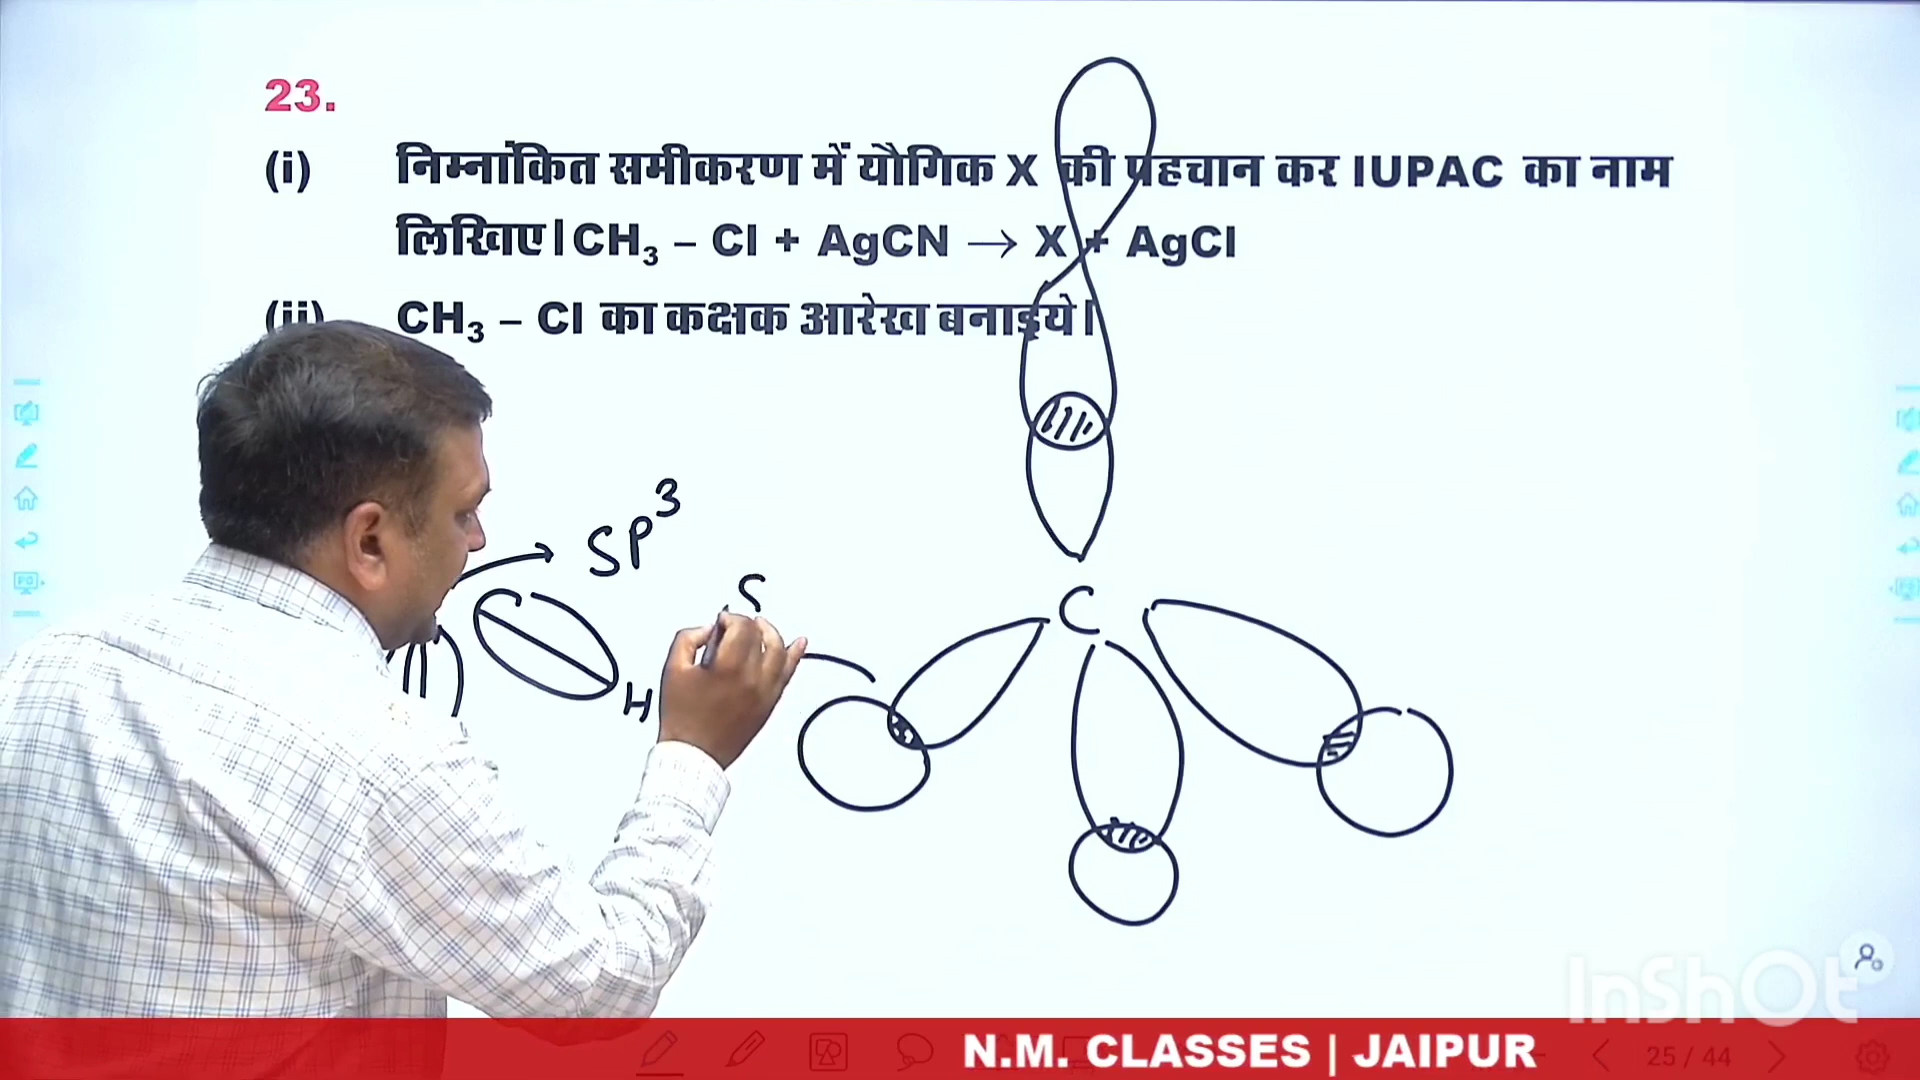 23.
(i) निम्नांकित समीकरण में यौगिक X की पहचान कर IUPAC का नाम
लिखिए। CH₃ – Cl + AgCN → X + AgCl
(ii) CH₃ – Cl का कक्षक आरेख बनाइये।
SP³
S
C
H
InShOt
N.M. CLASSES | JAIPUR
25 / 44